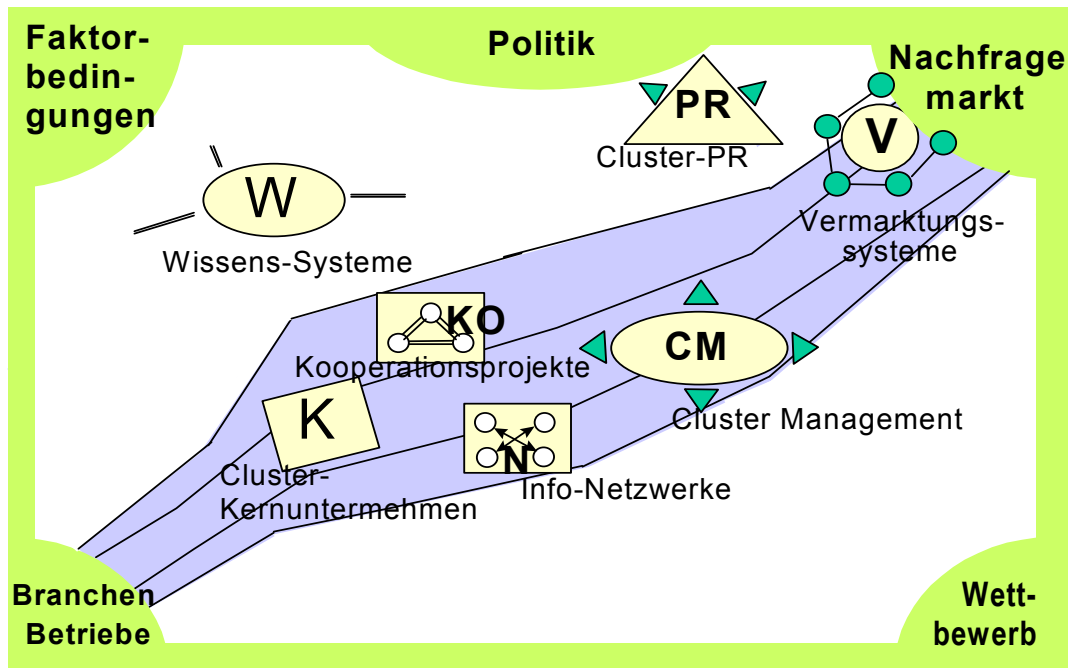 Faktor-
bedin-
gungen
Politik
Nachfrage
markt
PR
Cluster-PR
V
Vermarktungs-
systeme
W
Wissens-Systeme
KO
Kooperationsprojekte
CM
Cluster Management
K
Cluster-
Kernuntermehmen
N
Info-Netzwerke
Branchen
Betriebe
Wett-
bewerb